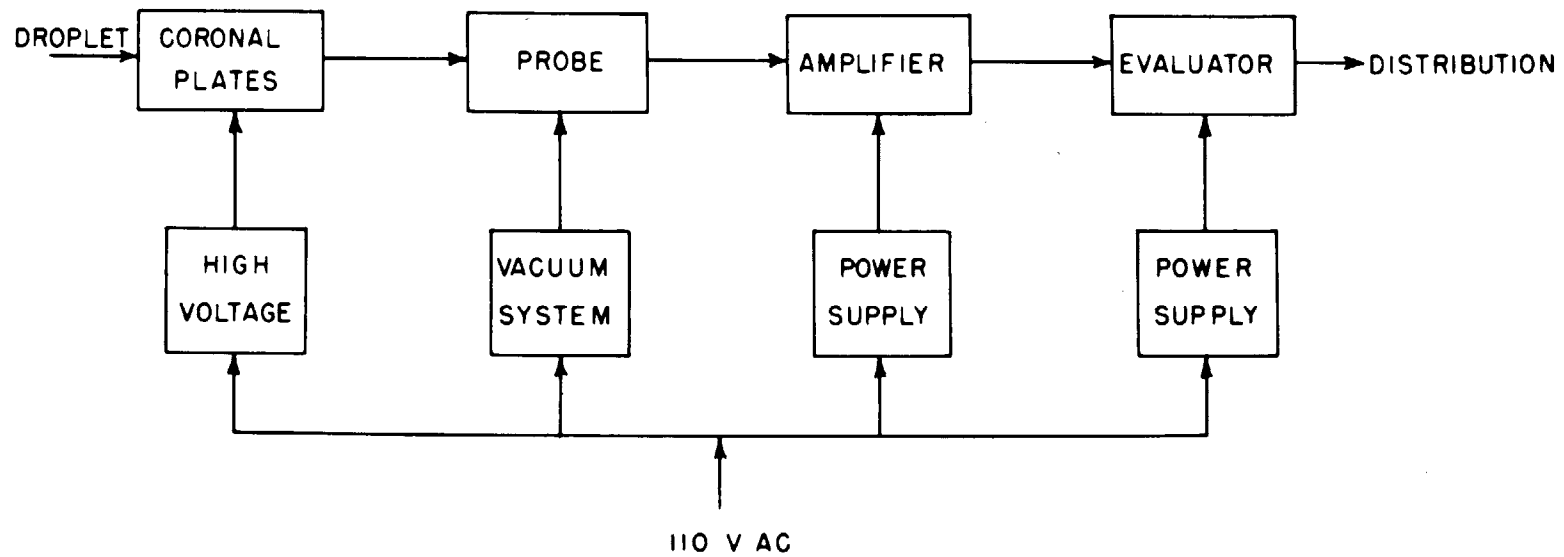 DROPLET
CORONAL
PLATES
PROBE
AMPLIFIER
EVALUATOR
DISTRIBUTION
HIGH
VOLTAGE
VACUUM
SYSTEM
POWER
SUPPLY
POWER
SUPPLY
110 V AC